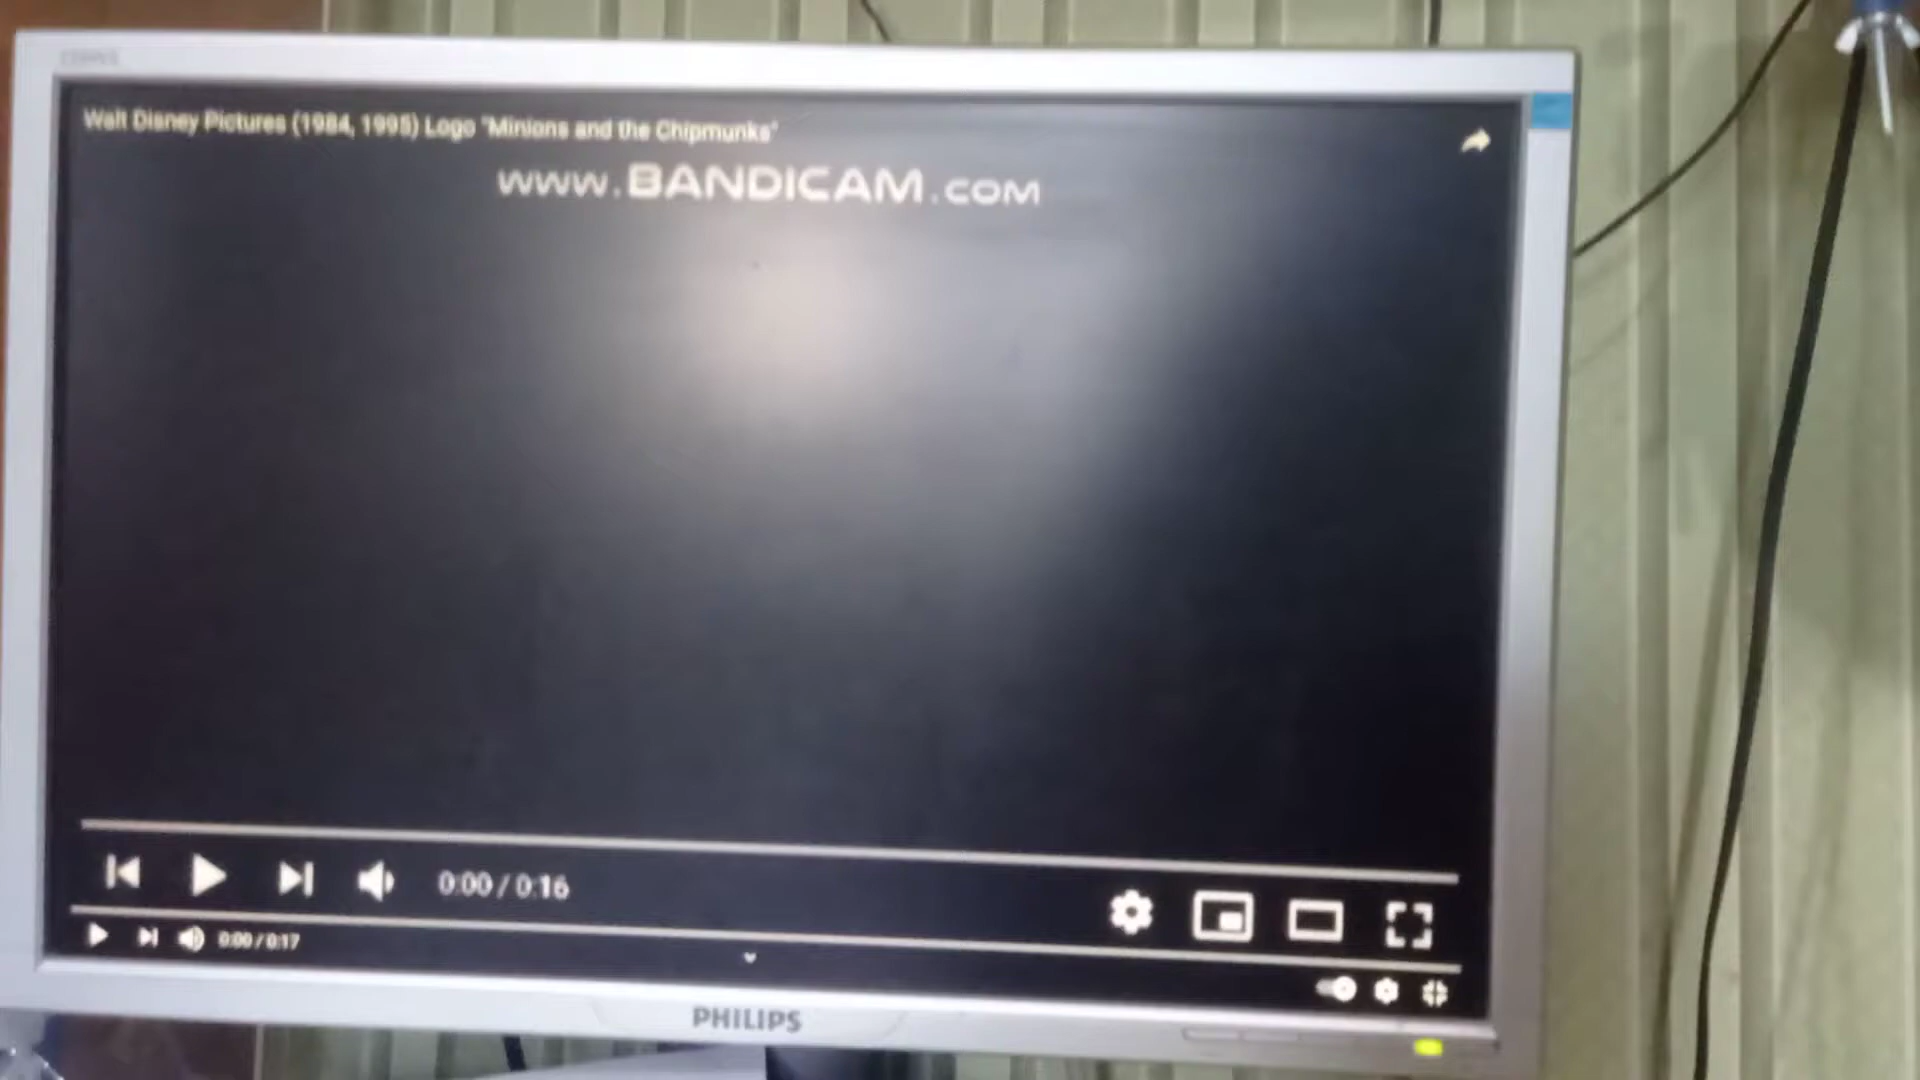 Walt Disney Pictures (1984, 1995) Logo "Minions and the Chipmunks"
www.BANDICAM.COM
0:00 / 0:16
0:00 / 0:17
PHILIPS